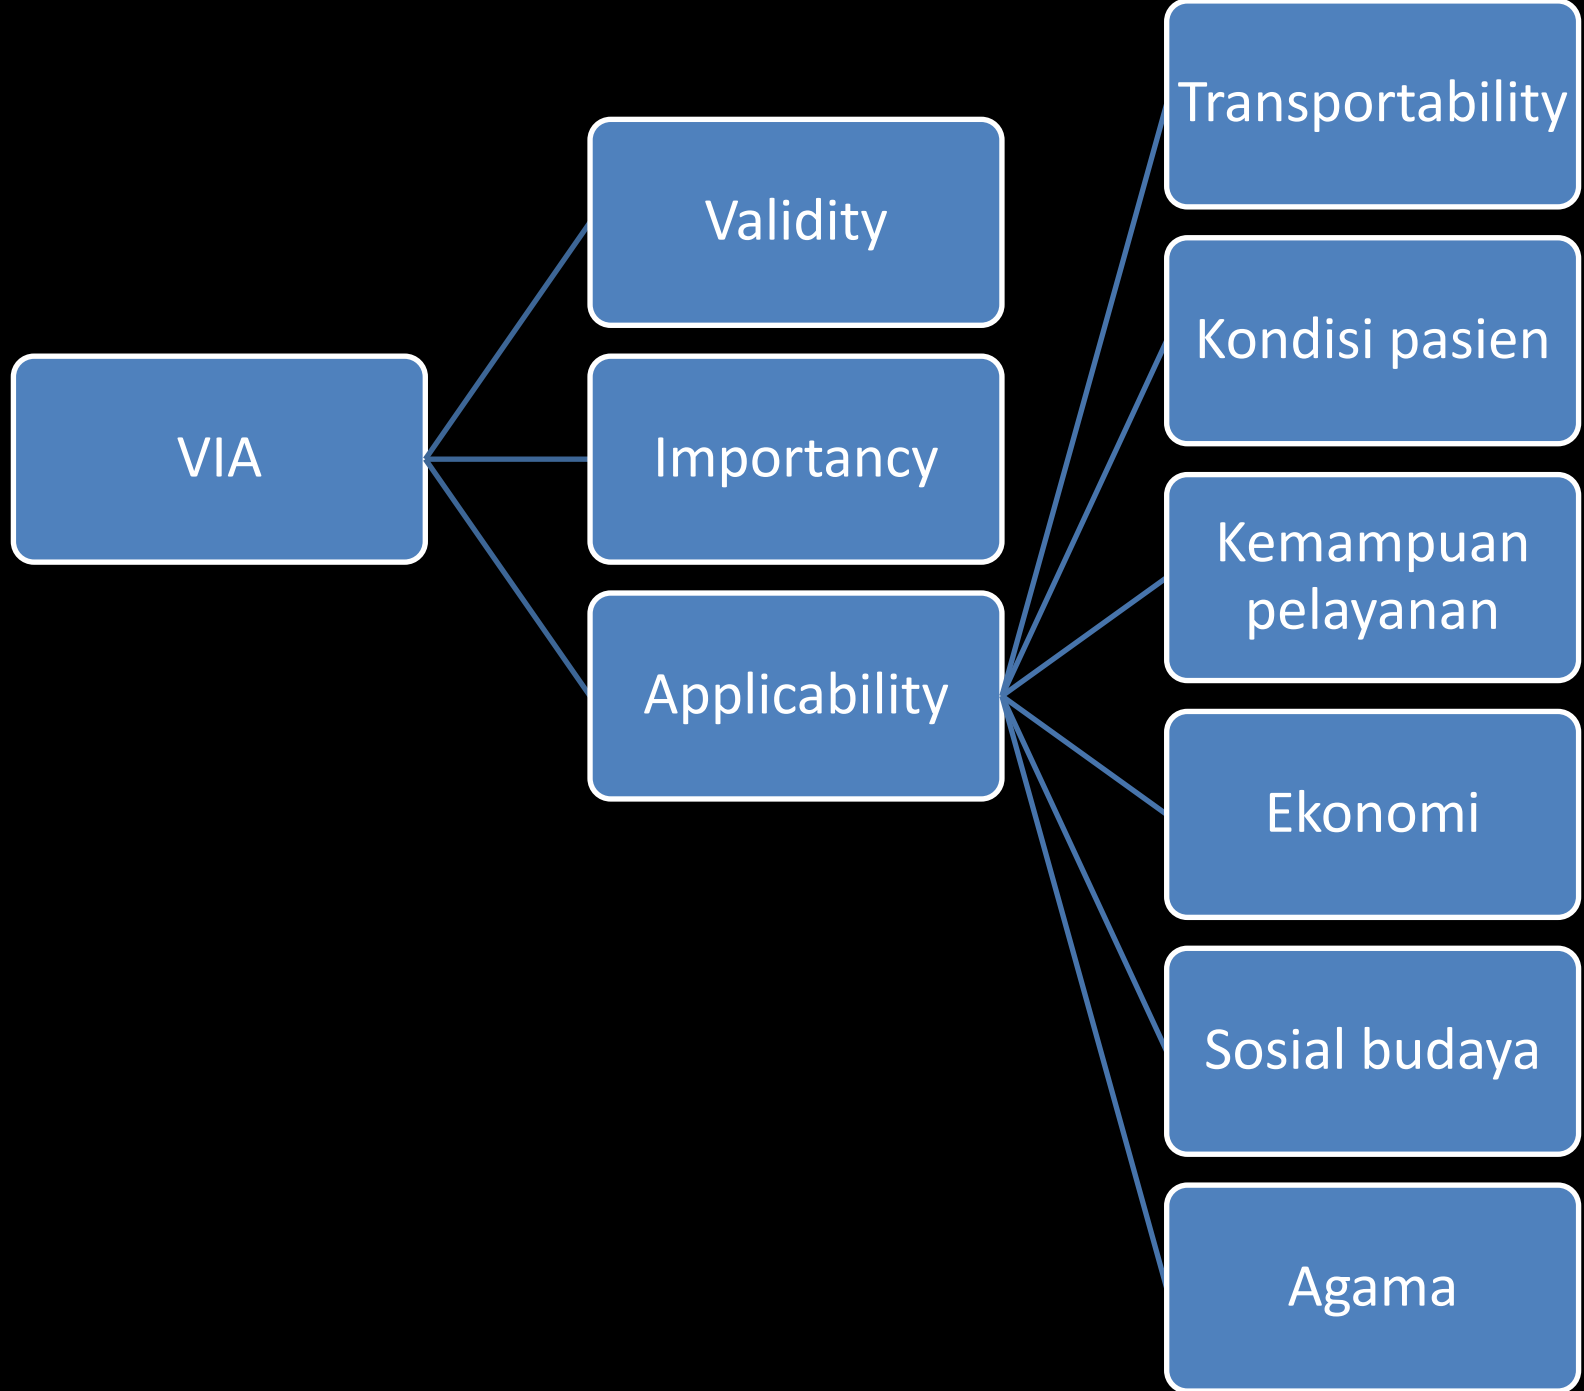 VIA
Validity
Importancy
Applicability
Transportability
Kondisi pasien
Kemampuan
pelayanan
Ekonomi
Sosial budaya
Agama